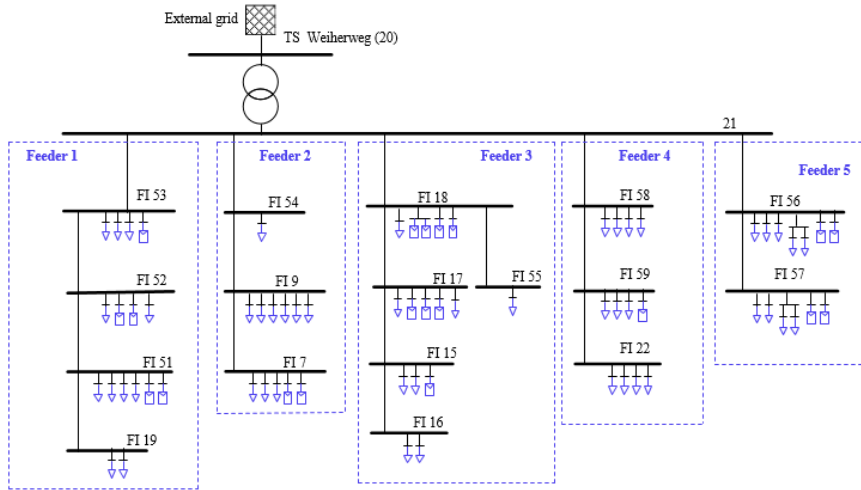 External grid
TS Weiherweg (20)
21
Feeder 1
Feeder 2
Feeder 3
Feeder 4
Feeder 5
FI 53
FI 54
FI 18
FI 58
FI 56
FI 52
FI 9
FI 17
FI 55
FI 59
FI 57
FI 51
FI 7
FI 15
FI 22
FI 19
FI 16